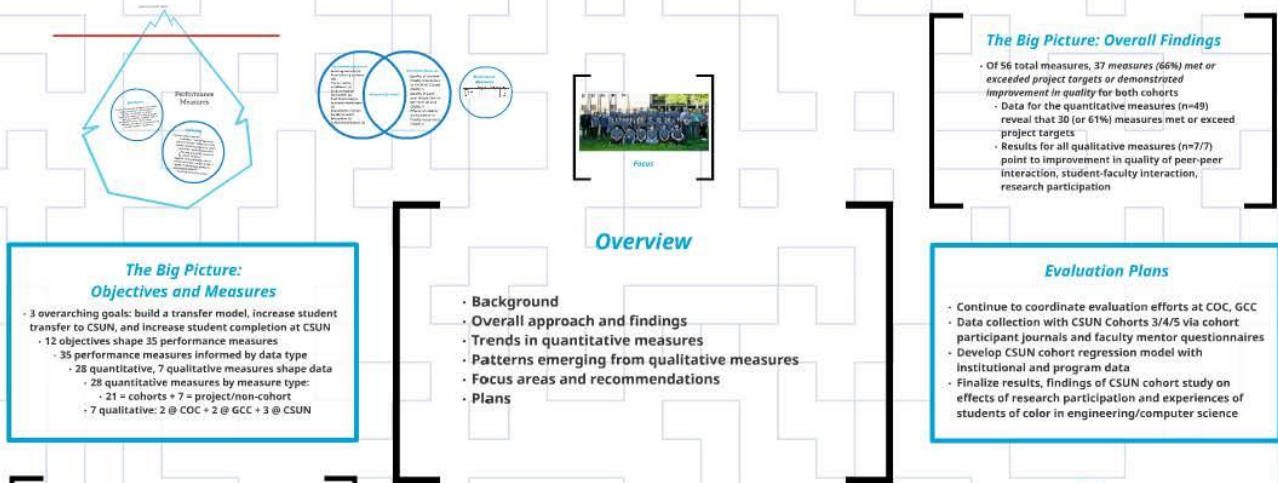 Performance
Measures
Focus
The Big Picture: Overall Findings
· Of 56 total measures, 37 measures (66%) met or
exceeded project targets or demonstrated
improvement in quality for both cohorts
· Data for the quantitative measures (n=49)
reveal that 30 (or 61%) measures met or exceed
project targets
· Results for all qualitative measures (n=7/7)
point to improvement in quality of peer-peer
interaction, student-faculty interaction,
research participation
The Big Picture:
Objectives and Measures
· 3 overarching goals: build a transfer model, increase student
transfer to CSUN, and increase student completion at CSUN
· 12 objectives shape 35 performance measures
· 35 performance measures informed by data type
· 28 quantitative, 7 qualitative measures shape data
· 28 quantitative measures by measure type:
· 21 = cohorts + 7 = project/non-cohort
· 7 qualitative: 2 @ COC + 2 @ GCC + 3 @ CSUN
Overview
· Background
· Overall approach and findings
· Trends in quantitative measures
· Patterns emerging from qualitative measures
· Focus areas and recommendations
· Plans
Evaluation Plans
· Continue to coordinate evaluation efforts at COC, GCC
· Data collection with CSUN Cohorts 3/4/5 via cohort
participant journals and faculty mentor questionnaires
· Develop CSUN cohort regression model with
institutional and program data
· Finalize results, findings of CSUN cohort study on
effects of research participation and experiences of
students of color in engineering/computer science